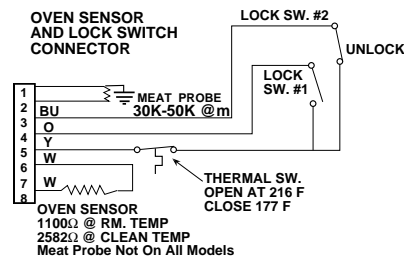 OVEN SENSOR
AND LOCK SWITCH
CONNECTOR
LOCK SW. #2
UNLOCK
LOCK
SW. #1
1
2
3
4
5
6
7
8
MEAT PROBE
30K-50K @m
BU
O
Y
W
W
THERMAL SW.
OPEN AT 216 F
CLOSE 177 F
OVEN SENSOR
1100Ω @ RM. TEMP
2582Ω @ CLEAN TEMP
Meat Probe Not On All Models